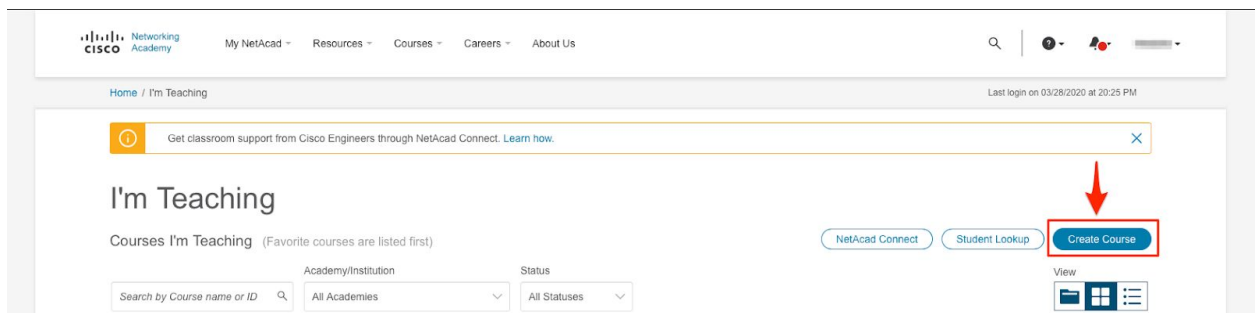 Networking
CISCO Academy
My NetAcad
Resources
Courses
Careers
About Us
?
Home / I'm Teaching
Last login on 03/28/2020 at 20:25 PM
Get classroom support from Cisco Engineers through NetAcad Connect. Learn how.
I'm Teaching
Courses I'm Teaching (Favorite courses are listed first)
NetAcad Connect
Student Lookup
Create Course
Academy/Institution
Status
View
Search by Course name or ID
All Academies
All Statuses